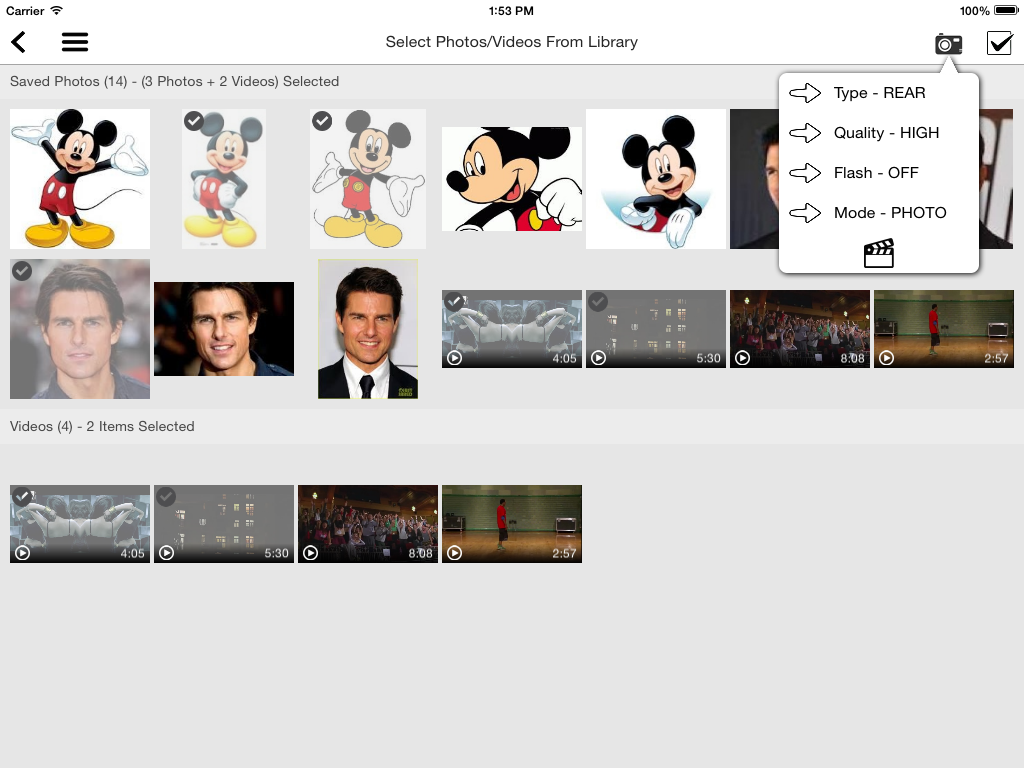 Carrier 1:53 PM 100%
Select Photos/Videos From Library
Saved Photos (14) - (3 Photos + 2 Videos) Selected
Type - REAR
Quality - HIGH
Flash - OFF
Mode - PHOTO
4:05 5:30 8:08 2:57
Videos (4) - 2 Items Selected
4:05 5:30 8:08 2:57